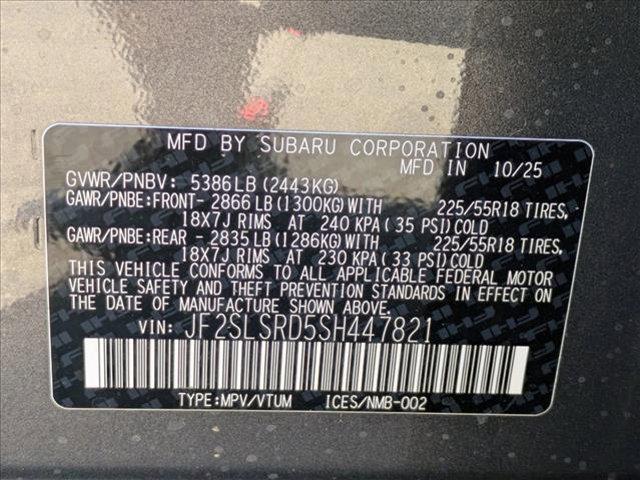 MFD BY SUBARU CORPORATION
MFD IN 10/25
GVWR/PNBV: 5386LB(2443KG)
GAWR/PNBE:FRONT- 2866 LB(1300KG)WITH 225/55R18 TIRES,
18X7J RIMS AT 240 KPA(35 PSI)COLD
GAWR/PNBE:REAR - 2835 LB(1286KG)WITH 225/55R18 TIRES,
18X7J RIMS AT 230 KPA(33 PSI)COLD
THIS VEHICLE CONFORMS TO ALL APPLICABLE FEDERAL MOTOR
VEHICLE SAFETY AND THEFT PREVENTION STANDARDS IN EFFECT ON
THE DATE OF MANUFACTURE SHOWN ABOVE.
VIN: JF2SLSRD5SH447821
TYPE:MPV/VTUM ICES/NMB-002